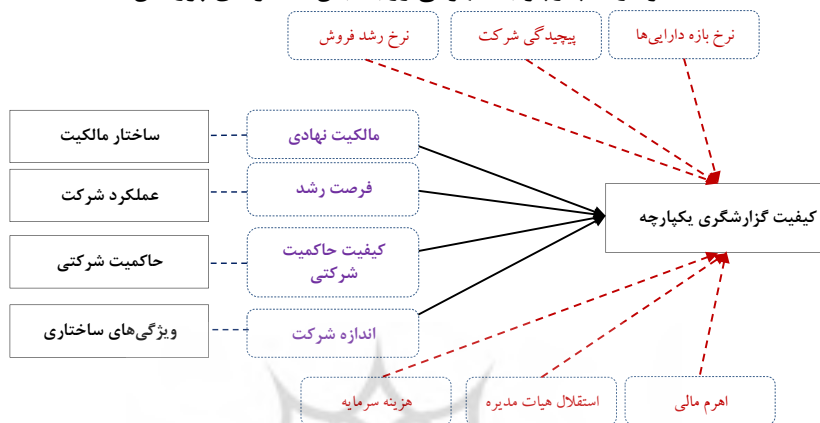 نرخ بازه دارایی‌ها
پیچیدگی شرکت
نرخ رشد فروش
مالکیت نهادی
ساختار مالکیت
فرصت رشد
عملکرد شرکت
کیفیت گزارشگری یکپارچه
کیفیت حاکمیت
شرکتی
حاکمیت شرکتی
اندازه شرکت
ویژگی‌های ساختاری
اهرم مالی
استقلال هیات مدیره
هزینه سرمایه